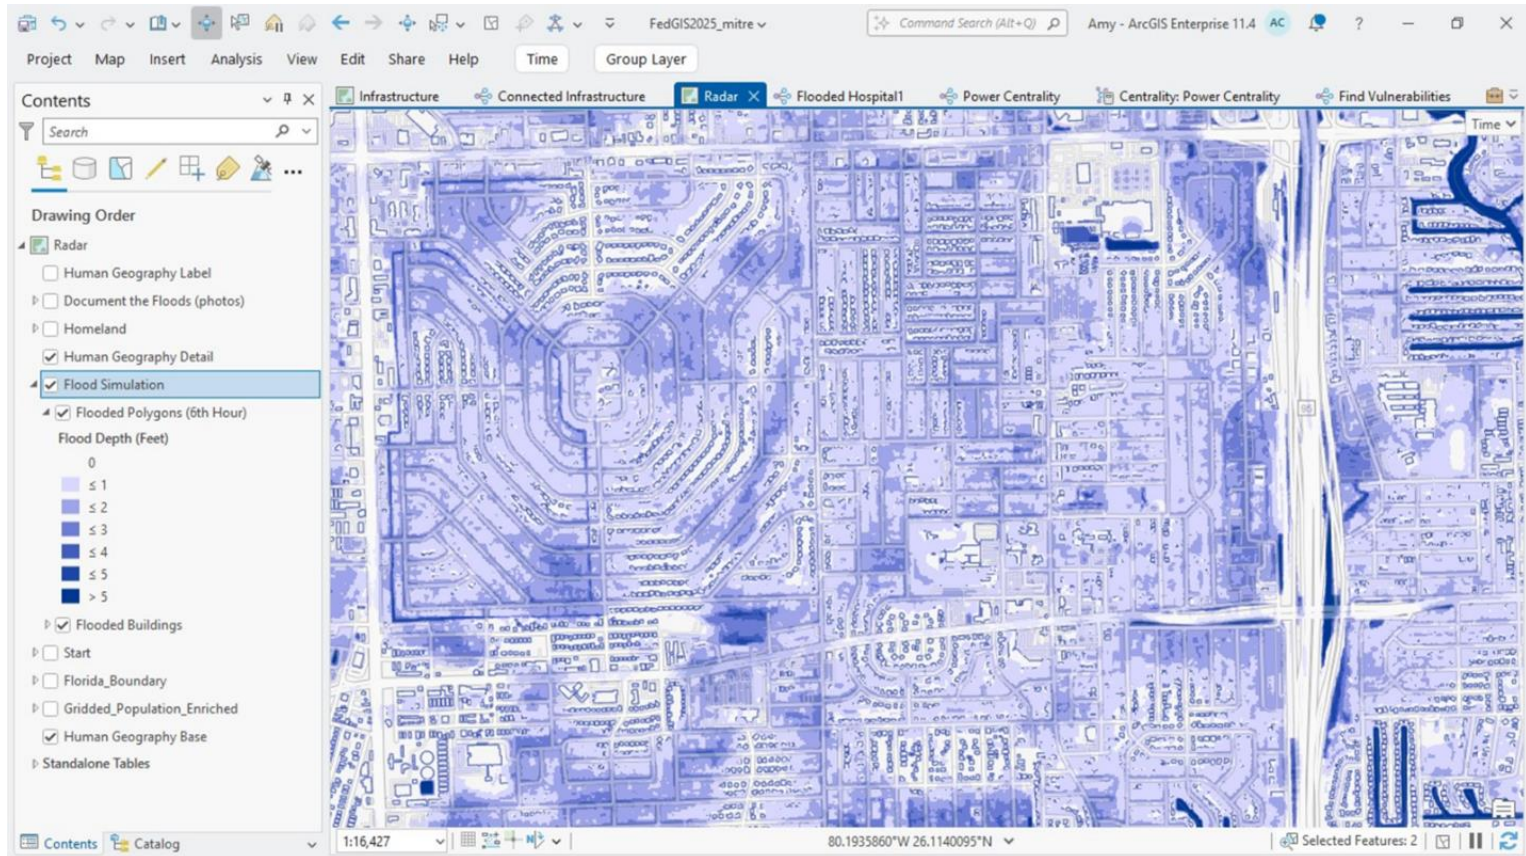 FedGIS2025_mitre
Command Search (Alt+Q)
Amy - ArcGIS Enterprise 11.4
AC
?
Project Map Insert Analysis View Edit Share Help Time Group Layer
Contents
Infrastructure Connected Infrastructure Radar Flooded Hospital1 Power Centrality Centrality: Power Centrality Find Vulnerabilities
Search
Time
Drawing Order
Radar
Human Geography Label
Document the Floods (photos)
Homeland
Human Geography Detail
Flood Simulation
Flooded Polygons (6th Hour)
Flood Depth (Feet)
0
≤ 1
≤ 2
≤ 3
≤ 4
≤ 5
> 5
Flooded Buildings
Start
Florida_Boundary
Gridded_Population_Enriched
Human Geography Base
Standalone Tables
95
Contents Catalog
1:16,427
80.1935860°W 26.1140095°N
Selected Features: 2